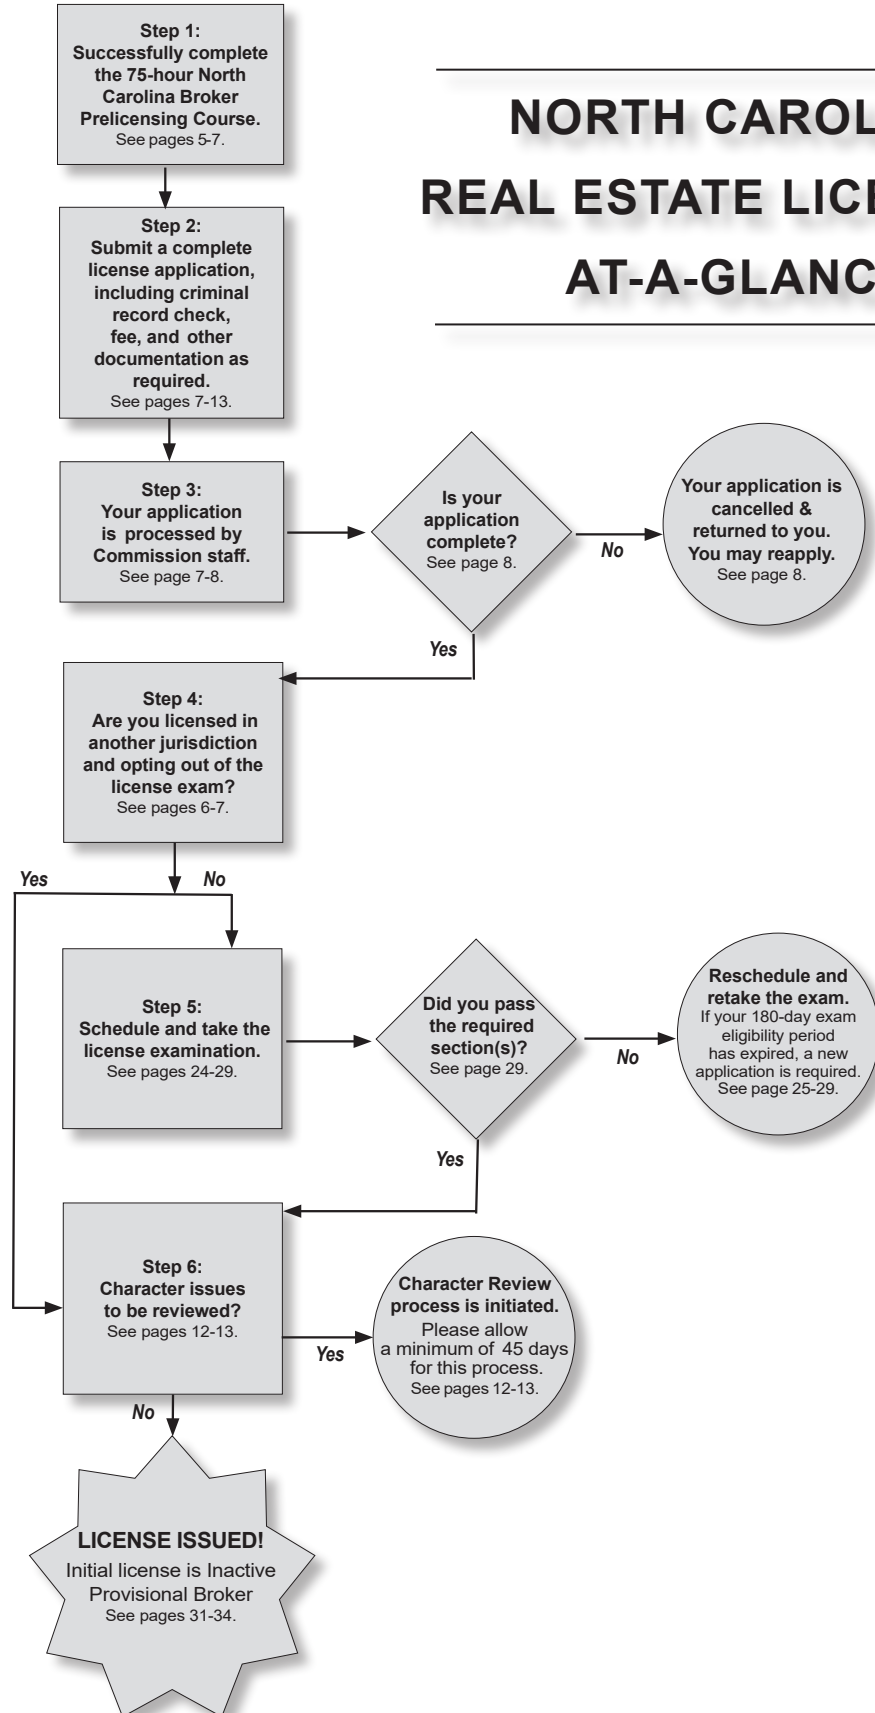 Step 1:
Successfully complete
the 75-hour North
Carolina Broker
Prelicensing Course.
See pages 5-7.
NORTH CAROL
REAL ESTATE LICE
AT-A-GLANC
Step 2:
Submit a complete
license application,
including criminal
record check,
fee, and other
documentation as
required.
See pages 7-13.
Step 3:
Your application
is processed by
Commission staff.
See page 7-8.
Is your
application
complete?
See page 8.
No
Your application is
cancelled &
returned to you.
You may reapply.
See page 8.
Yes
Step 4:
Are you licensed in
another jurisdiction
and opting out of the
license exam?
See pages 6-7.
Yes
No
Step 5:
Schedule and take the
license examination.
See pages 24-29.
Did you pass
the required
section(s)?
See page 29.
No
Reschedule and
retake the exam.
If your 180-day exam
eligibility period
has expired, a new
application is required.
See page 25-29.
Yes
Step 6:
Character issues
to be reviewed?
See pages 12-13.
Yes
Character Review
process is initiated.
Please allow
a minimum of 45 days
for this process.
See pages 12-13.
No
LICENSE ISSUED!
Initial license is Inactive
Provisional Broker
See pages 31-34.